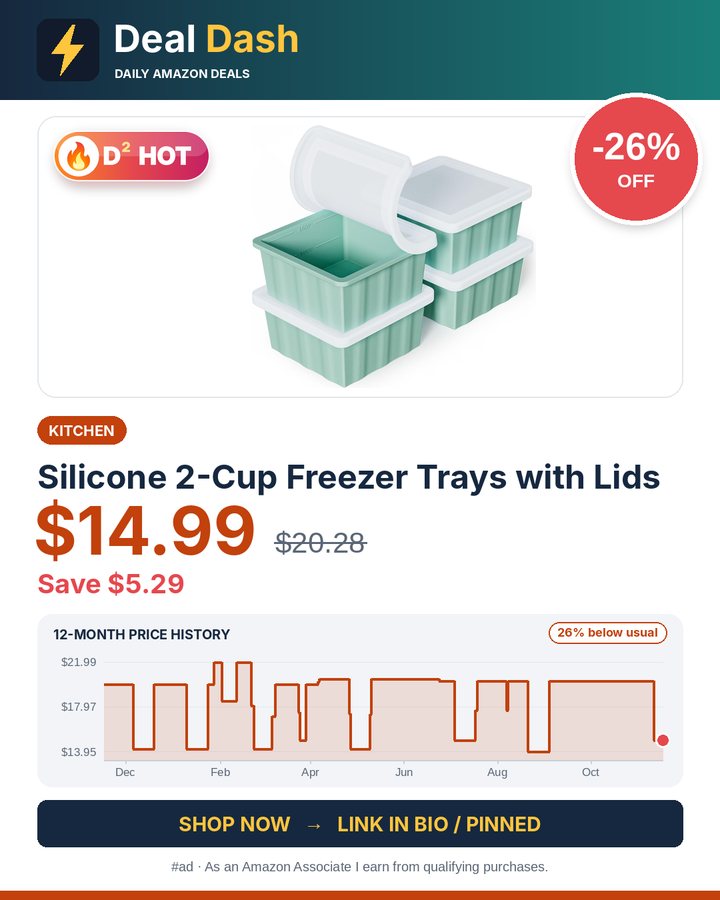 Deal Dash
DAILY AMAZON DEALS
D² HOT
-26%
OFF
KITCHEN
Silicone 2-Cup Freezer Trays with Lids
$14.99 $20.28
Save $5.29
12-MONTH PRICE HISTORY 26% below usual
$21.99
$17.97
$13.95
Dec Feb Apr Jun Aug Oct
SHOP NOW → LINK IN BIO / PINNED
#ad · As an Amazon Associate I earn from qualifying purchases.